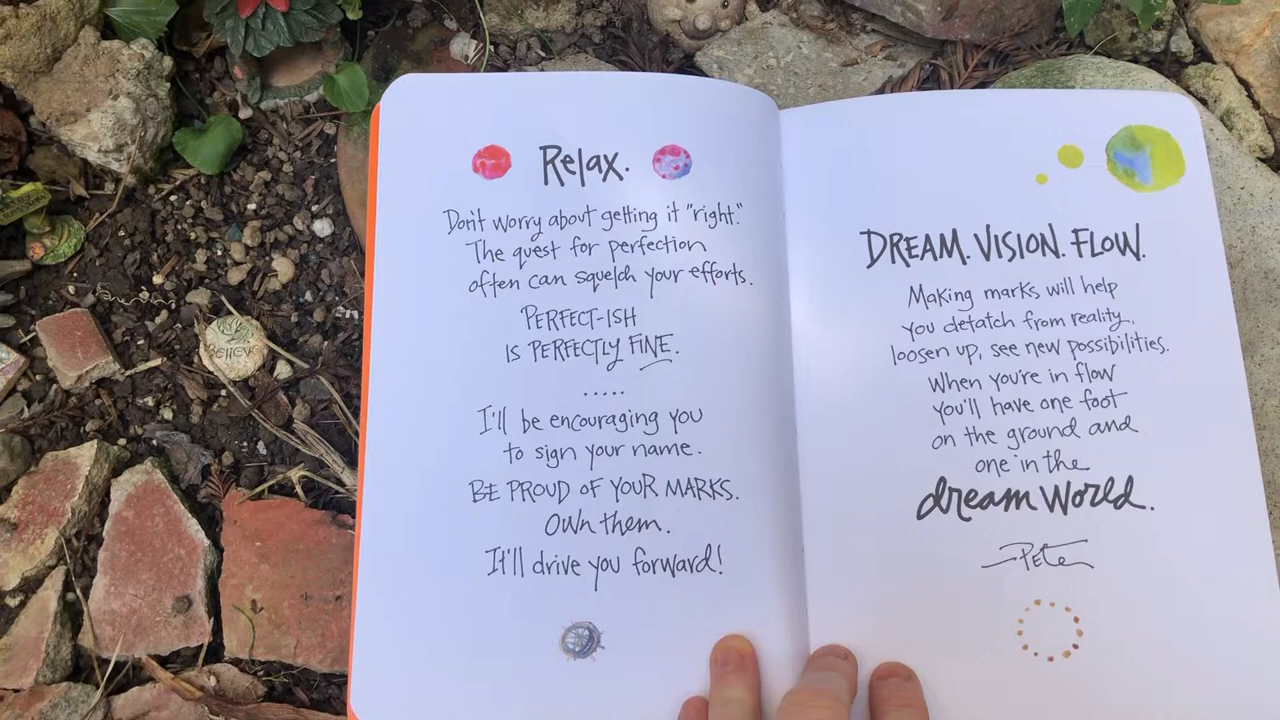 Relax.
Don't worry about getting it "right."
The quest for perfection
often can squelch your efforts.
PERFECT-ISH
IS PERFECTLY FINE.
.....
I'll be encouraging you
to sign your name.
BE PROUD OF YOUR MARKS.
Own them.
It'll drive you forward!
DREAM. VISION. FLOW.
Making marks will help
you detatch from reality,
loosen up, see new possibilities.
When you're in flow
you'll have one foot
on the ground and
one in the
dream World.
—PETE
BELIEVE